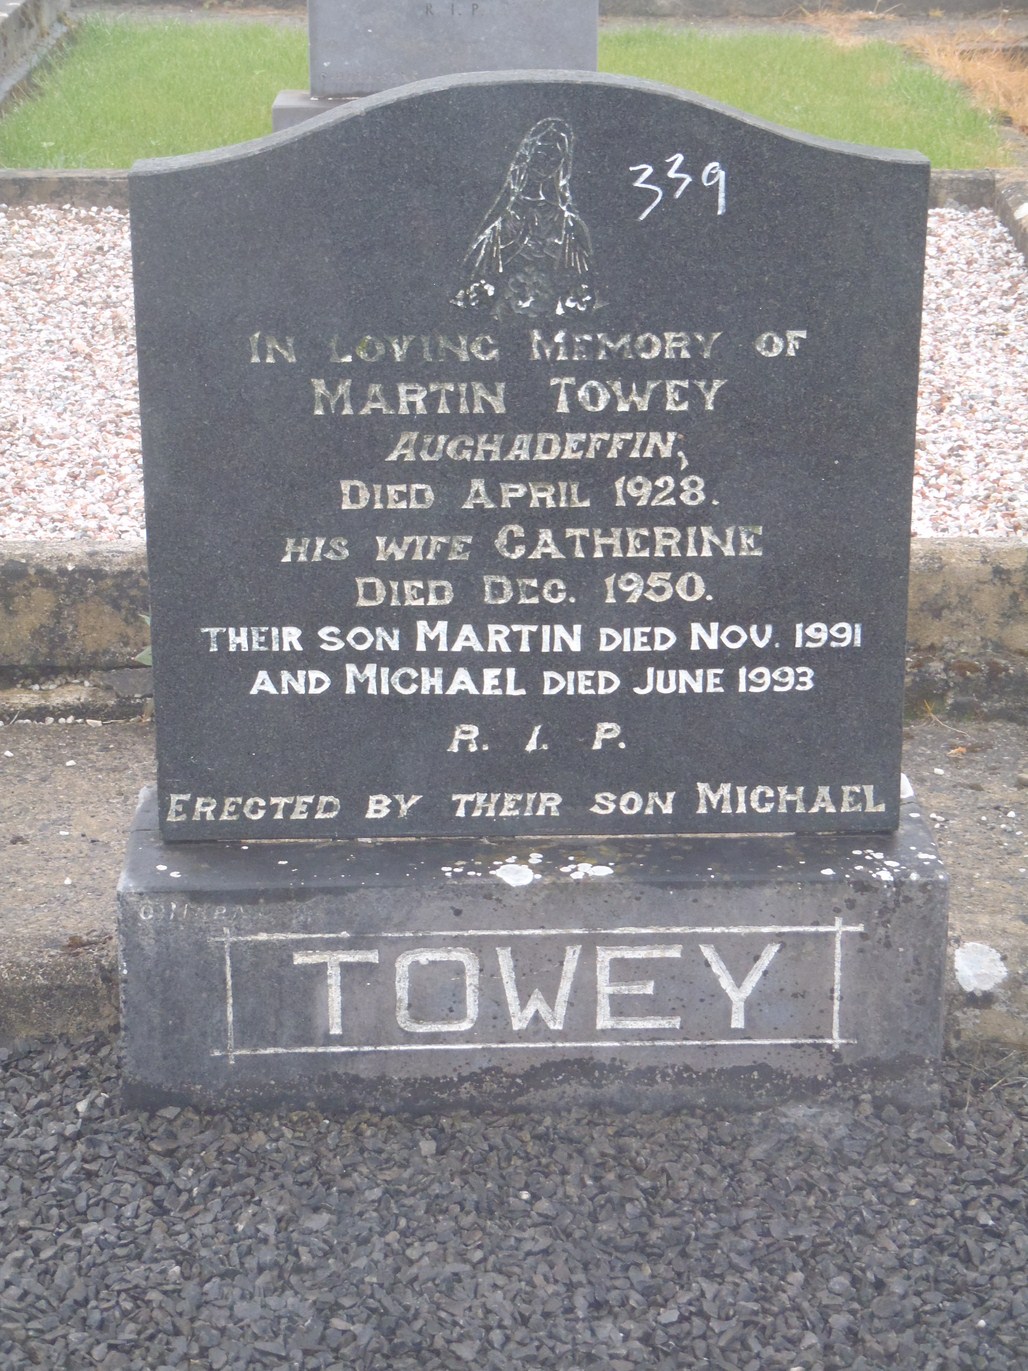 R I P
339
IN LOVING MEMORY OF
MARTIN TOWEY
AUGHADEFFIN;
DIED APRIL 1928.
HIS WIFE CATHERINE
DIED DEC. 1950.
THEIR SON MARTIN DIED NOV. 1991
AND MICHAEL DIED JUNE 1993
R. I. P.
ERECTED BY THEIR SON MICHAEL
TOWEY